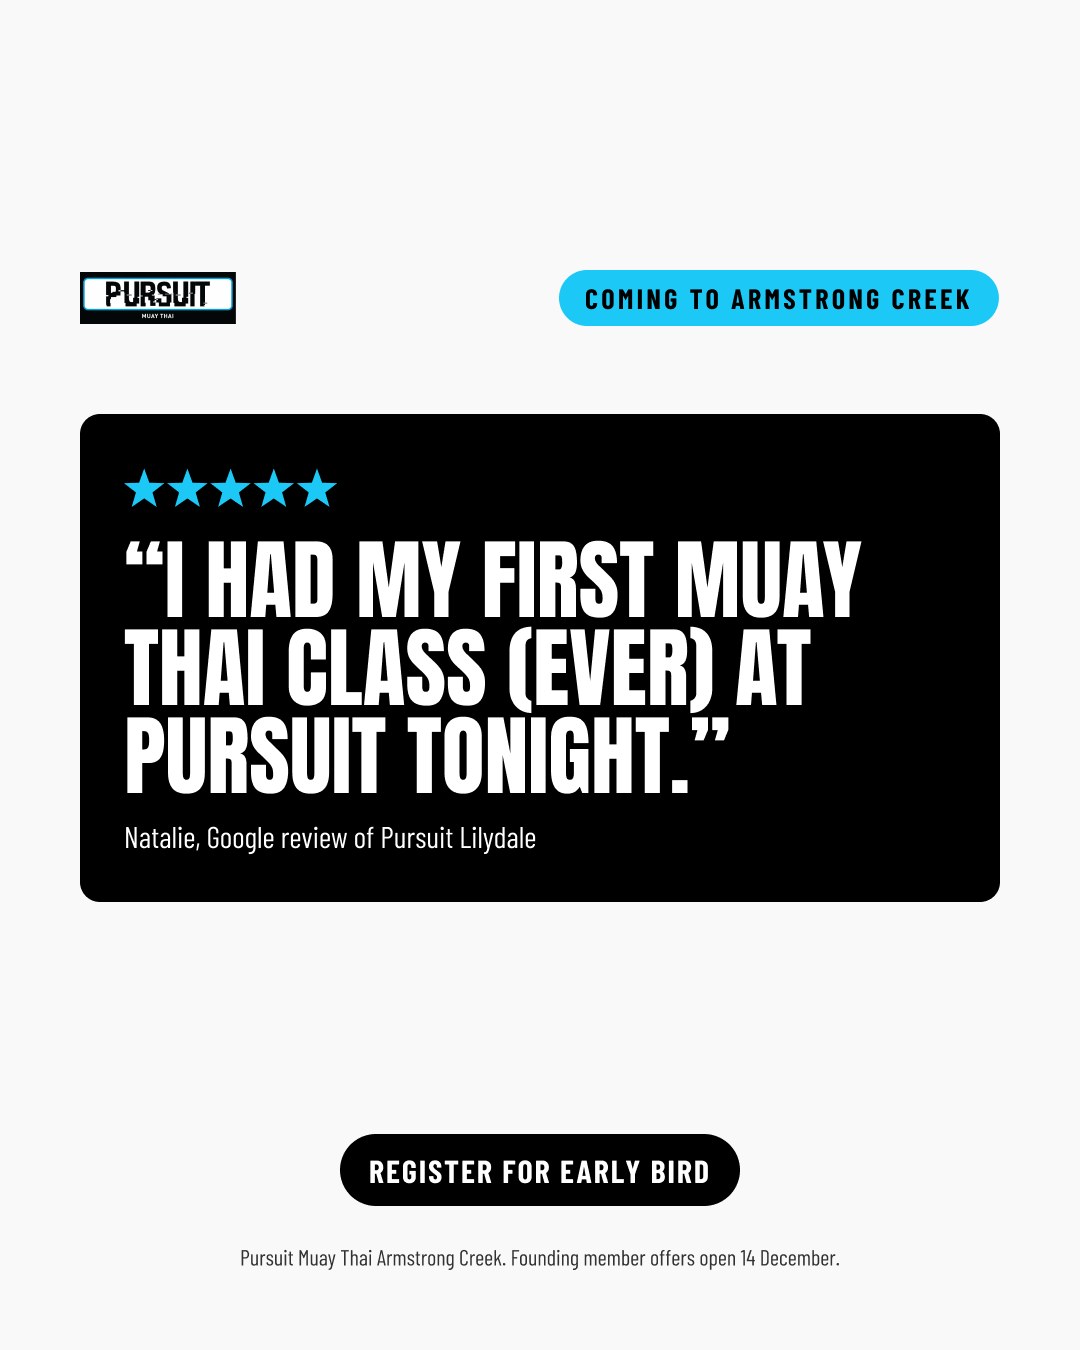 PURSUIT
MUAY THAI
COMING TO ARMSTRONG CREEK
“I HAD MY FIRST MUAY
THAI CLASS (EVER) AT
PURSUIT TONIGHT.”
Natalie, Google review of Pursuit Lilydale
REGISTER FOR EARLY BIRD
Pursuit Muay Thai Armstrong Creek. Founding member offers open 14 December.